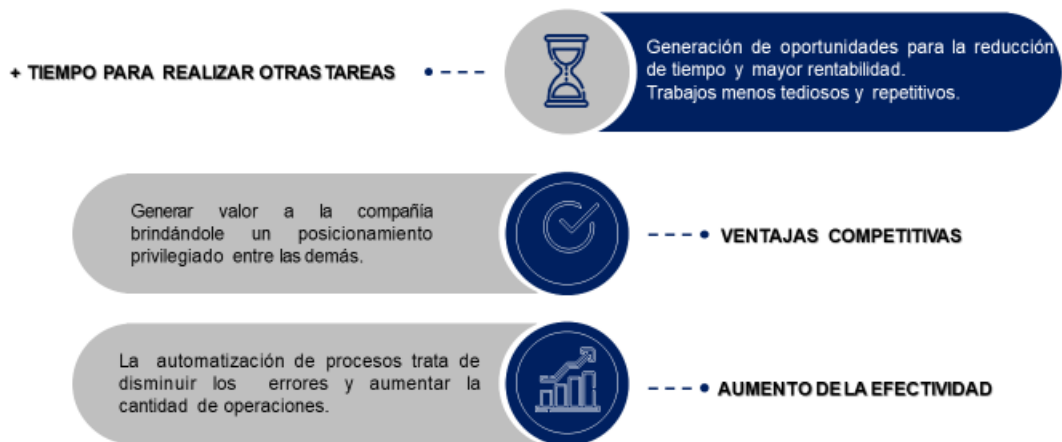 + TIEMPO PARA REALIZAR OTRAS TAREAS
Generación de oportunidades para la reducción
de tiempo y mayor rentabilidad.
Trabajos menos tediosos y repetitivos.
Generar valor a la compañía
brindándole un posicionamiento
privilegiado entre las demás.
VENTAJAS COMPETITIVAS
La automatización de procesos trata de
disminuir los errores y aumentar la
cantidad de operaciones.
AUMENTO DE LA EFECTIVIDAD